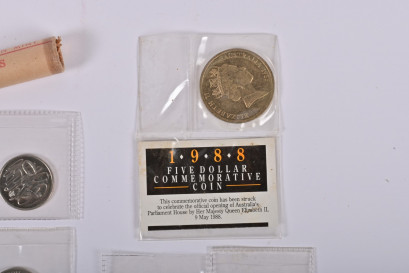 1·9·8·8
FIVE DOLLAR
COMMEMORATIVE
COIN
This commemorative coin has been struck
to celebrate the official opening of Australia's
Parliament House by Her Majesty Queen Elizabeth II
9 May 1988.